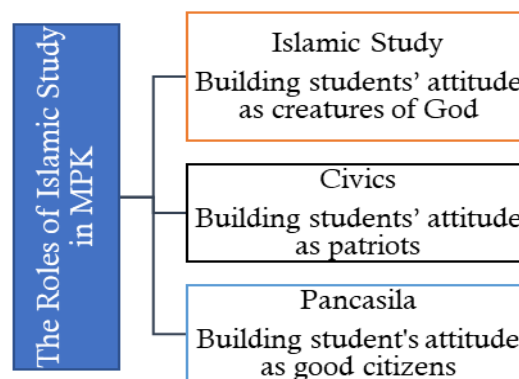 The Roles of Islamic Study
in MPK
Islamic Study
Building students' attitude
as creatures of God
Civics
Building students' attitude
as patriots
Pancasila
Building student's attitude
as good citizens